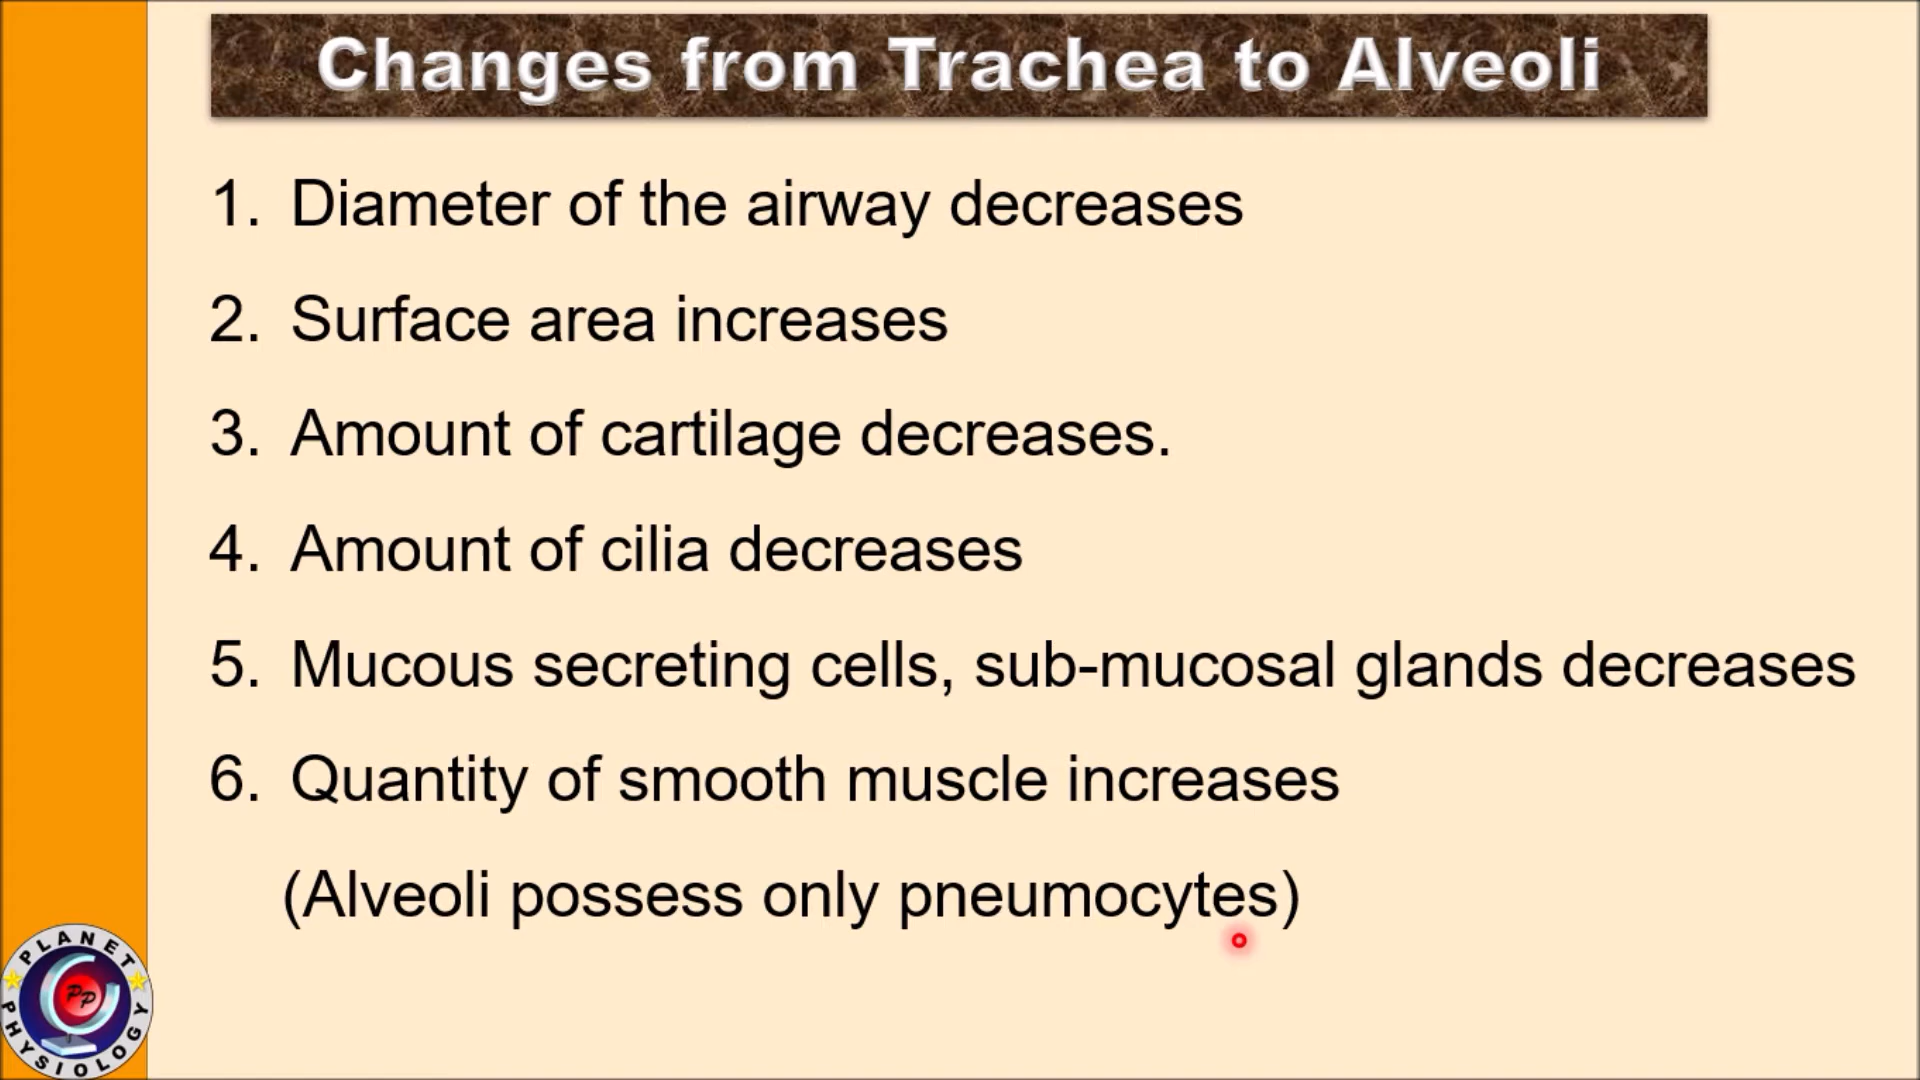 Changes from Trachea to Alveoli
1. Diameter of the airway decreases
2. Surface area increases
3. Amount of cartilage decreases.
4. Amount of cilia decreases
5. Mucous secreting cells, sub-mucosal glands decreases
6. Quantity of smooth muscle increases
(Alveoli possess only pneumocytes)
PLANET
PP
PHYSIOLOGY